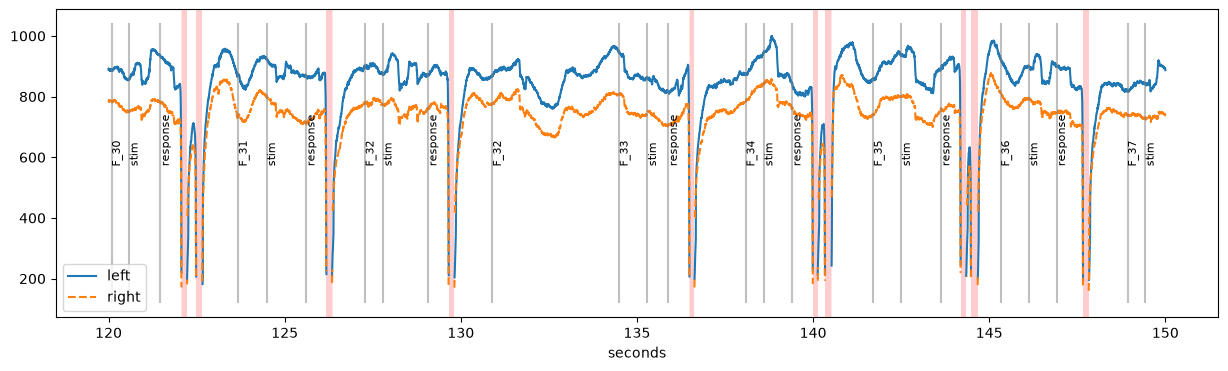 1000
800
600
400
200
F_30
stim
response
F_31
stim
response
F_32
stim
response
F_32
F_33
stim
response
F_34
stim
response
F_35
stim
response
F_36
stim
response
F_37
stim
left
right
120 125 130 135 140 145 150
seconds